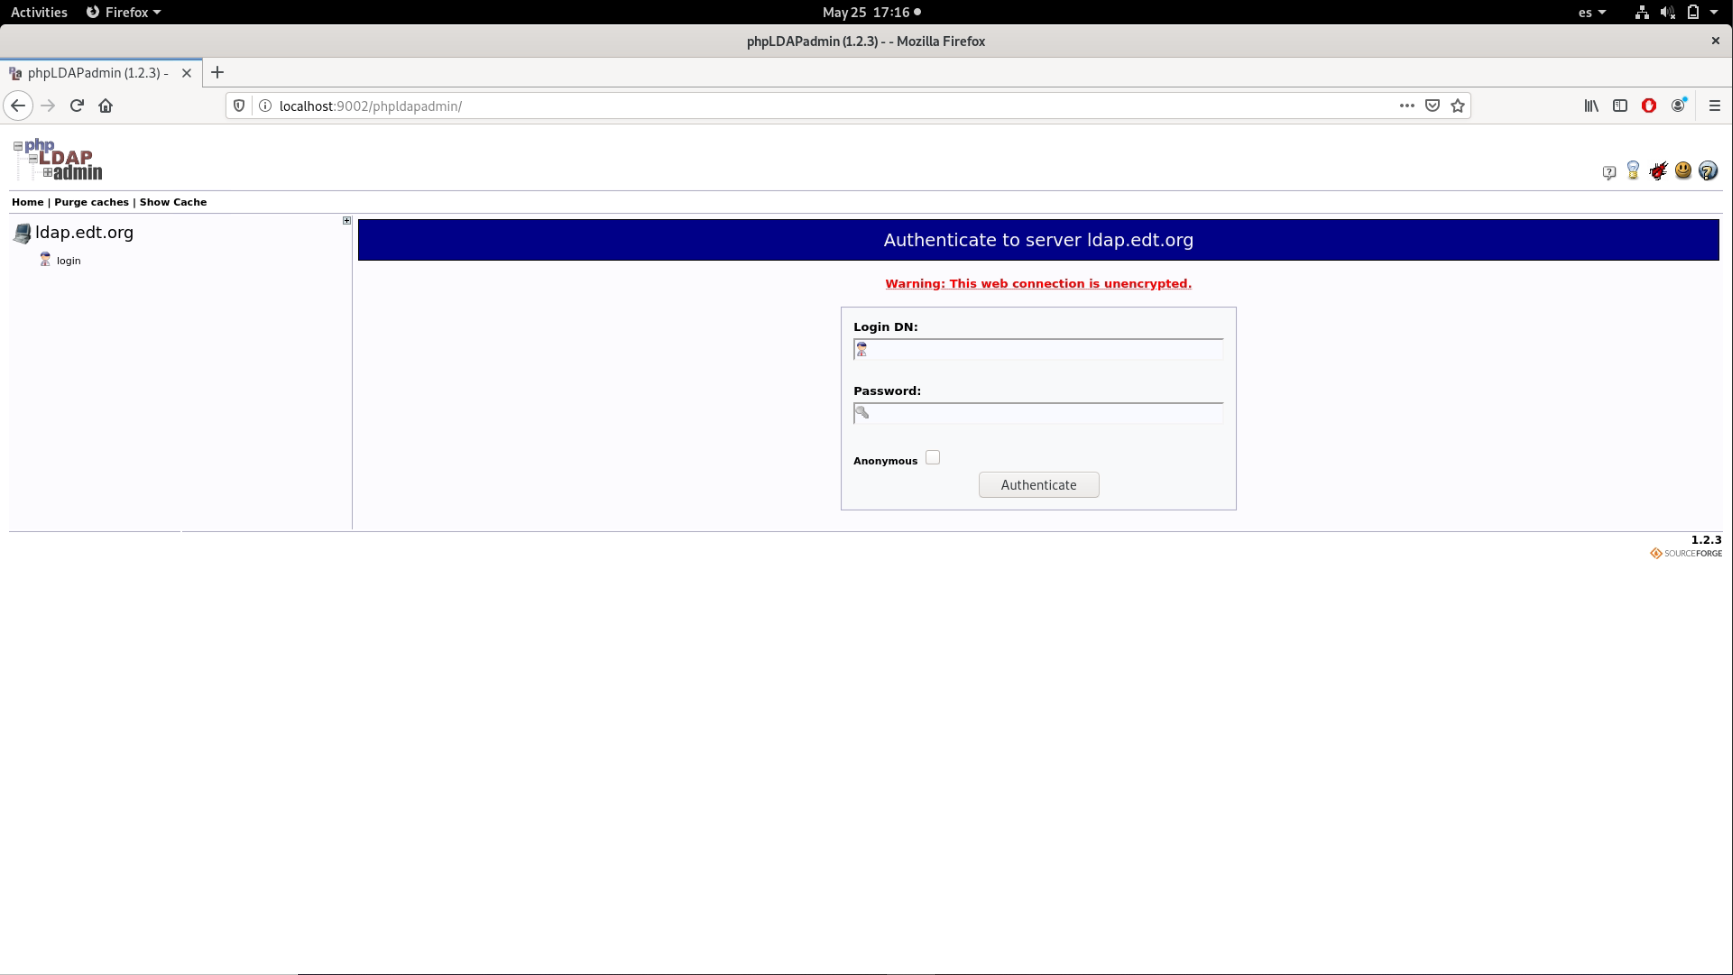 Activities Firefox May 25 17:16 es
phpLDAPadmin (1.2.3) - - Mozilla Firefox
phpLDAPadmin (1.2.3) -
localhost:9002/phpldapadmin/
php
LDAP
admin
Home | Purge caches | Show Cache
ldap.edt.org
login
Authenticate to server ldap.edt.org
Warning: This web connection is unencrypted.
Login DN:
Password:
Anonymous
Authenticate
1.2.3
SOURCEFORGE